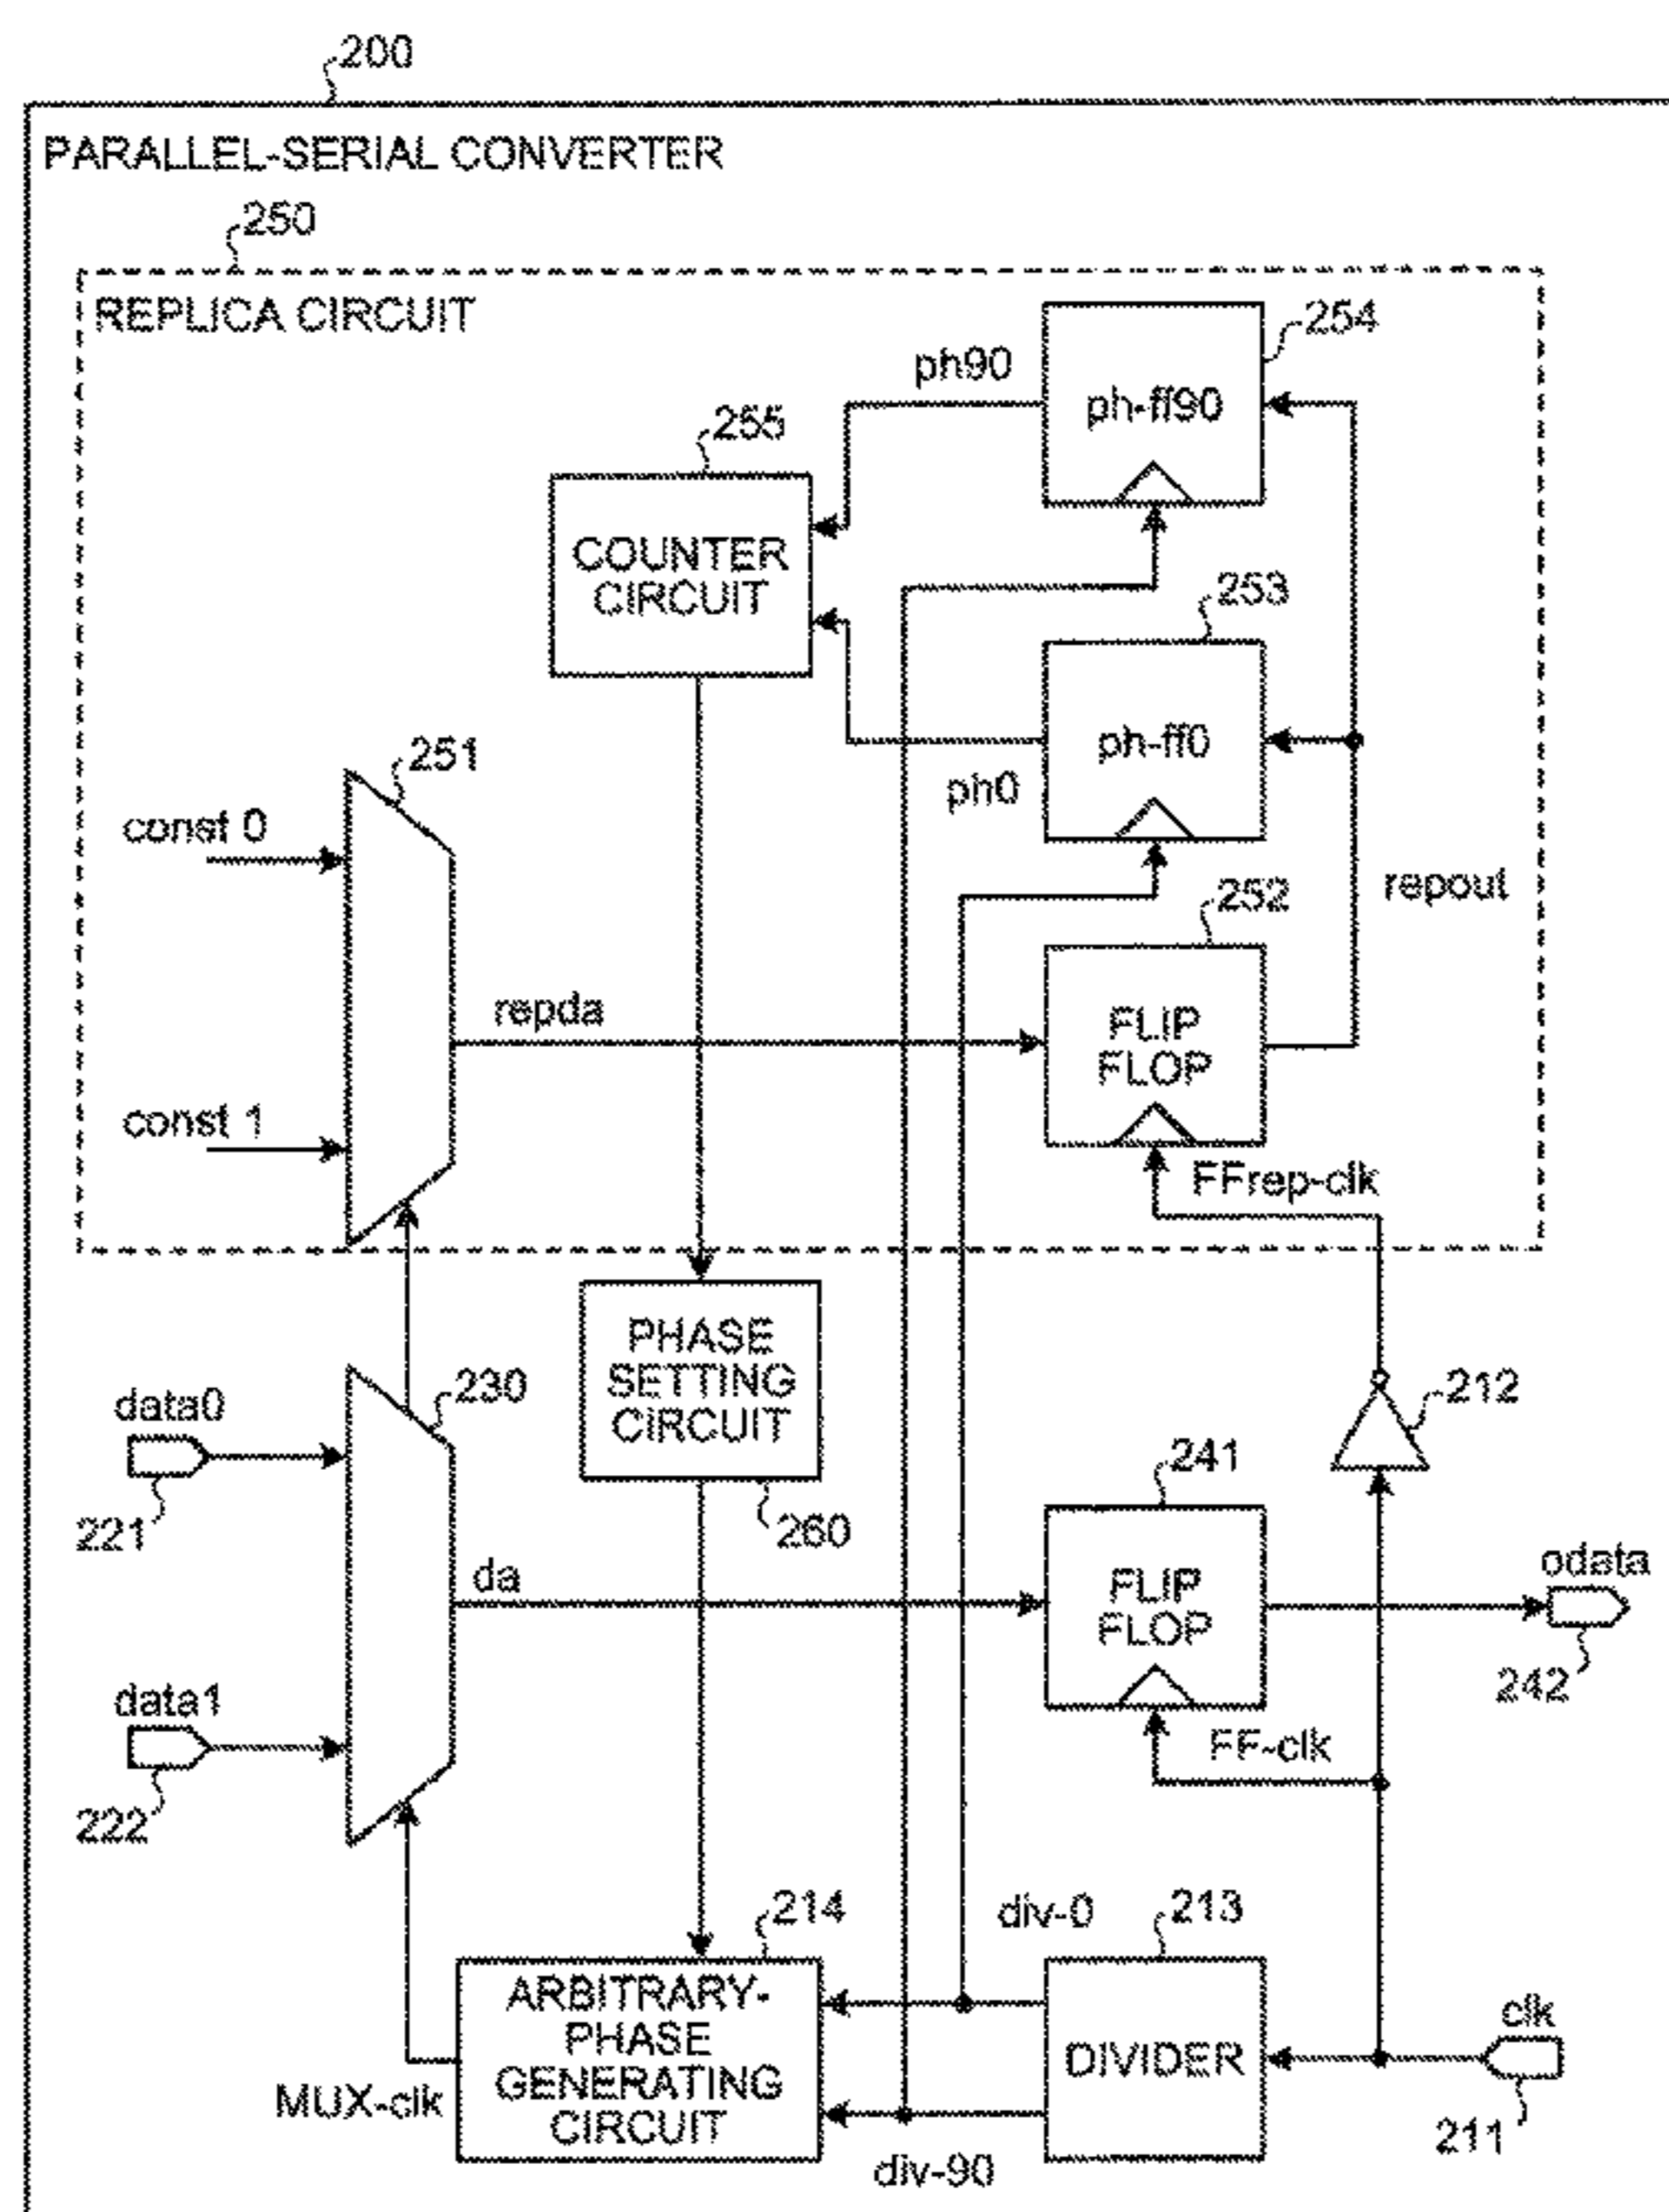 200
PARALLEL-SERIAL CONVERTER
250
REPLICA CIRCUIT
254
ph90
ph-ff90
255
COUNTER
CIRCUIT
253
ph-ff0
ph0
251
const 0
252
repout
repda
FLIP
FLOP
const 1
FFrep-clk
PHASE
SETTING
CIRCUIT
230
212
data0
221
241
260
odata
da
FLIP
FLOP
242
data1
FF-clk
222
214
div-0
213
ARBITRARY-
PHASE
GENERATING
CIRCUIT
clk
DIVIDER
MUX-clk
211
div-90